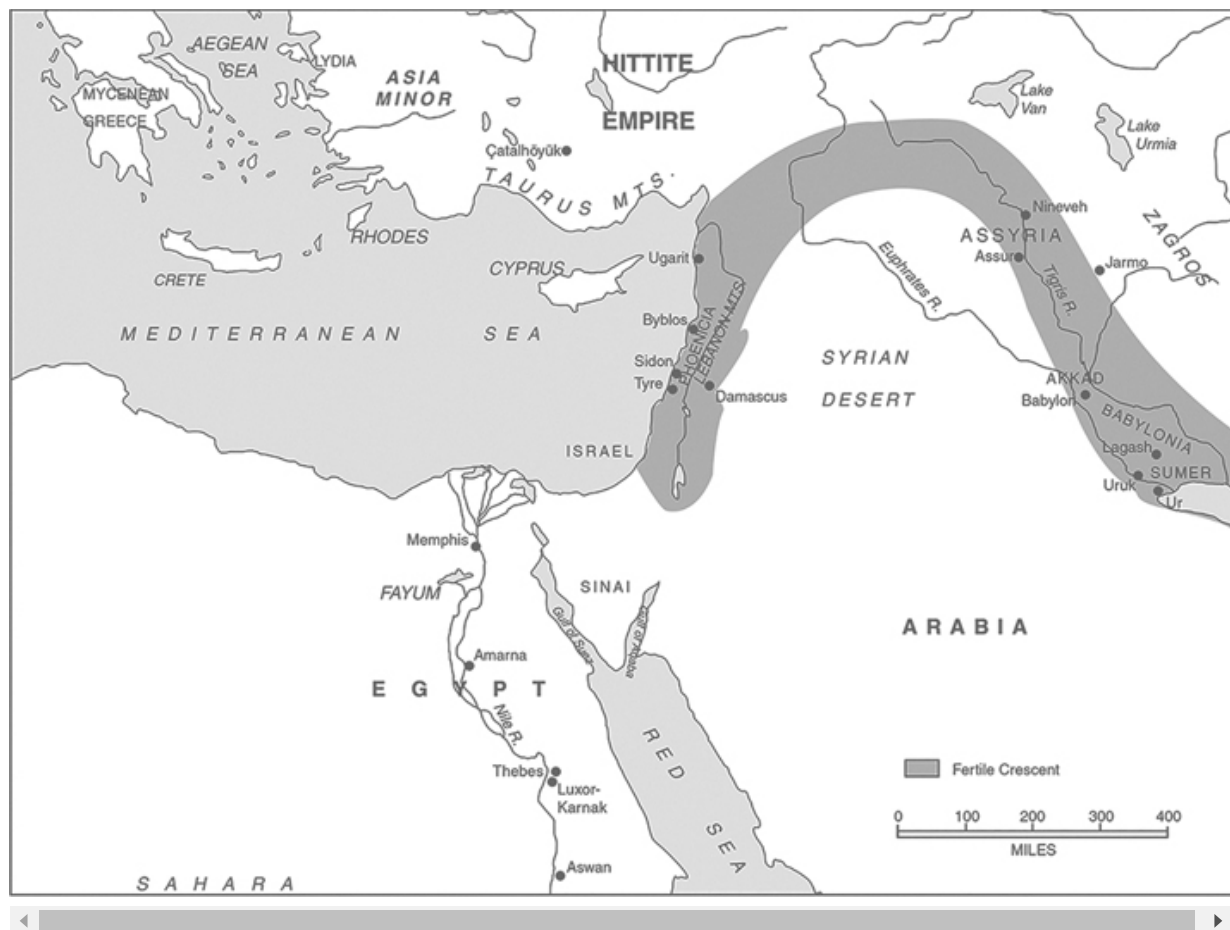 AEGEAN
SEA
LYDIA
ASIA
MINOR
HITTITE
EMPIRE
Lake
Van
Lake
Urmia
MYCENEAN
GREECE
Çatalhöyük
TAURUS MTS.
Nineveh
ASSYRIA
Assur
ZAGROS
RHODES
CRETE
CYPRUS
Ugarit
Euphrates R.
Tigris R.
Jarmo
MEDITERRANEAN SEA
Byblos
PHOENICIA
LEBANON MTS.
Sidon
Tyre
Damascus
SYRIAN
DESERT
AKKAD
Babylon
BABYLONIA
Lagash
SUMER
Uruk
Ur
ISRAEL
Memphis
FAYUM
SINAI
Gulf of Suez
Gulf of Aqaba
ARABIA
Amarna
EGYPT
Nile R.
RED SEA
Thebes
Luxor-
Karnak
Aswan
SAHARA
Fertile Crescent
0 100 200 300 400
MILES